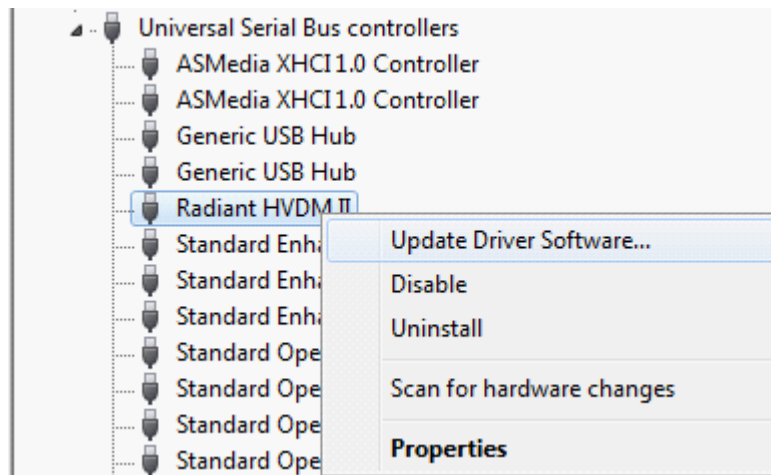 Universal Serial Bus controllers
ASMedia XHCI 1.0 Controller
ASMedia XHCI 1.0 Controller
Generic USB Hub
Generic USB Hub
Radiant HVDM II
Standard Enha
Standard Enha
Standard Enha
Standard Ope
Standard Ope
Standard Ope
Standard Ope
Update Driver Software...
Disable
Uninstall
Scan for hardware changes
Properties